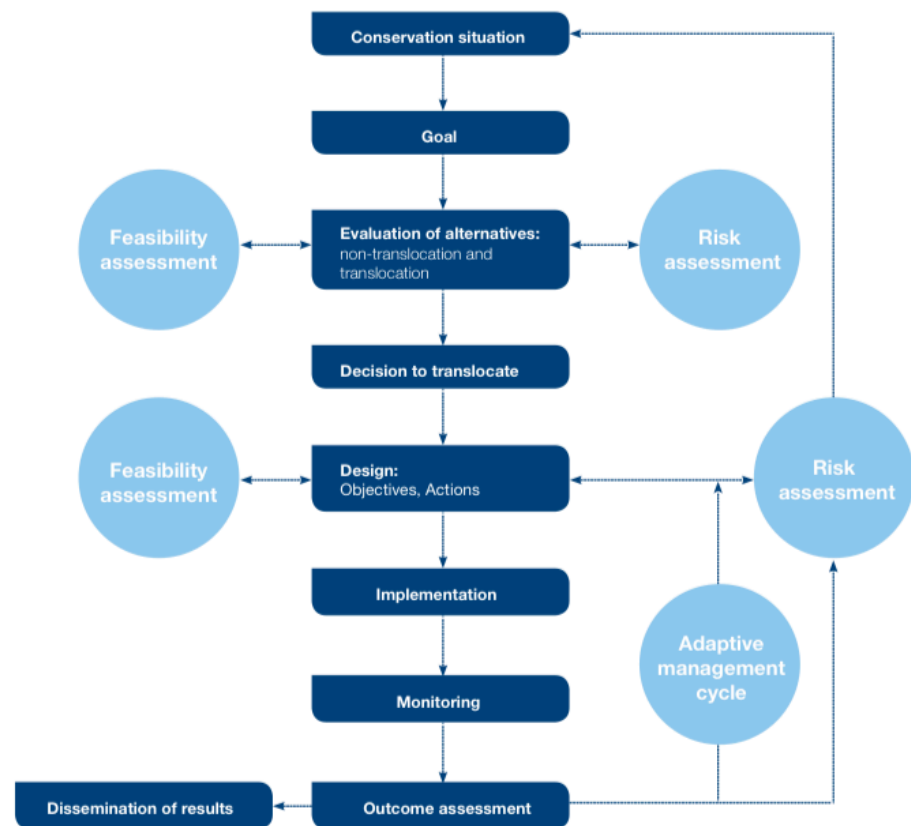 Conservation situation
Goal
Feasibility
assessment
Evaluation of alternatives:
non-translocation and
translocation
Risk
assessment
Decision to translocate
Feasibility
assessment
Design:
Objectives, Actions
Risk
assessment
Implementation
Adaptive
management
cycle
Monitoring
Dissemination of results
Outcome assessment